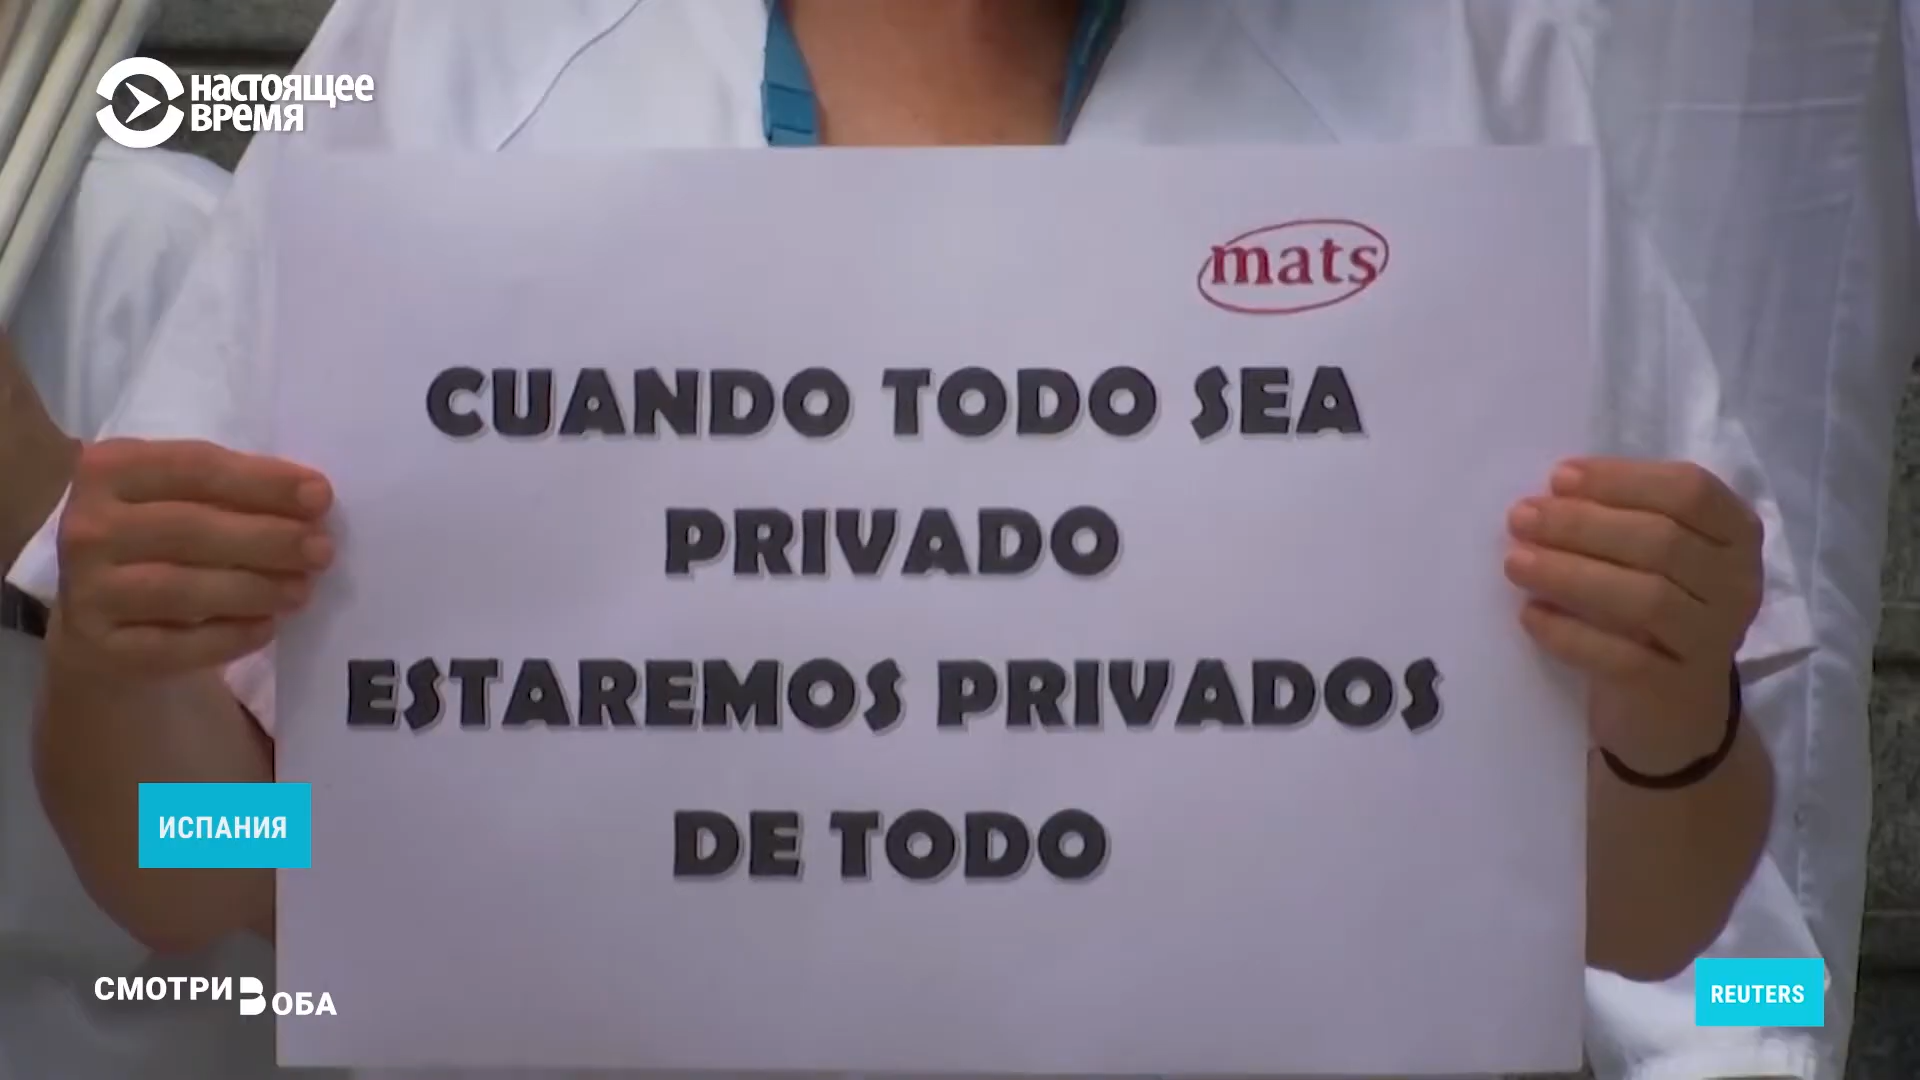 НАСТОЯЩЕЕ
ВРЕМЯ
mats
CUANDO TODO SEA
PRIVADO
ESTAREMOS PRIVADOS
DE TODO
ИСПАНИЯ
СМОТРИ В ОБА
REUTERS